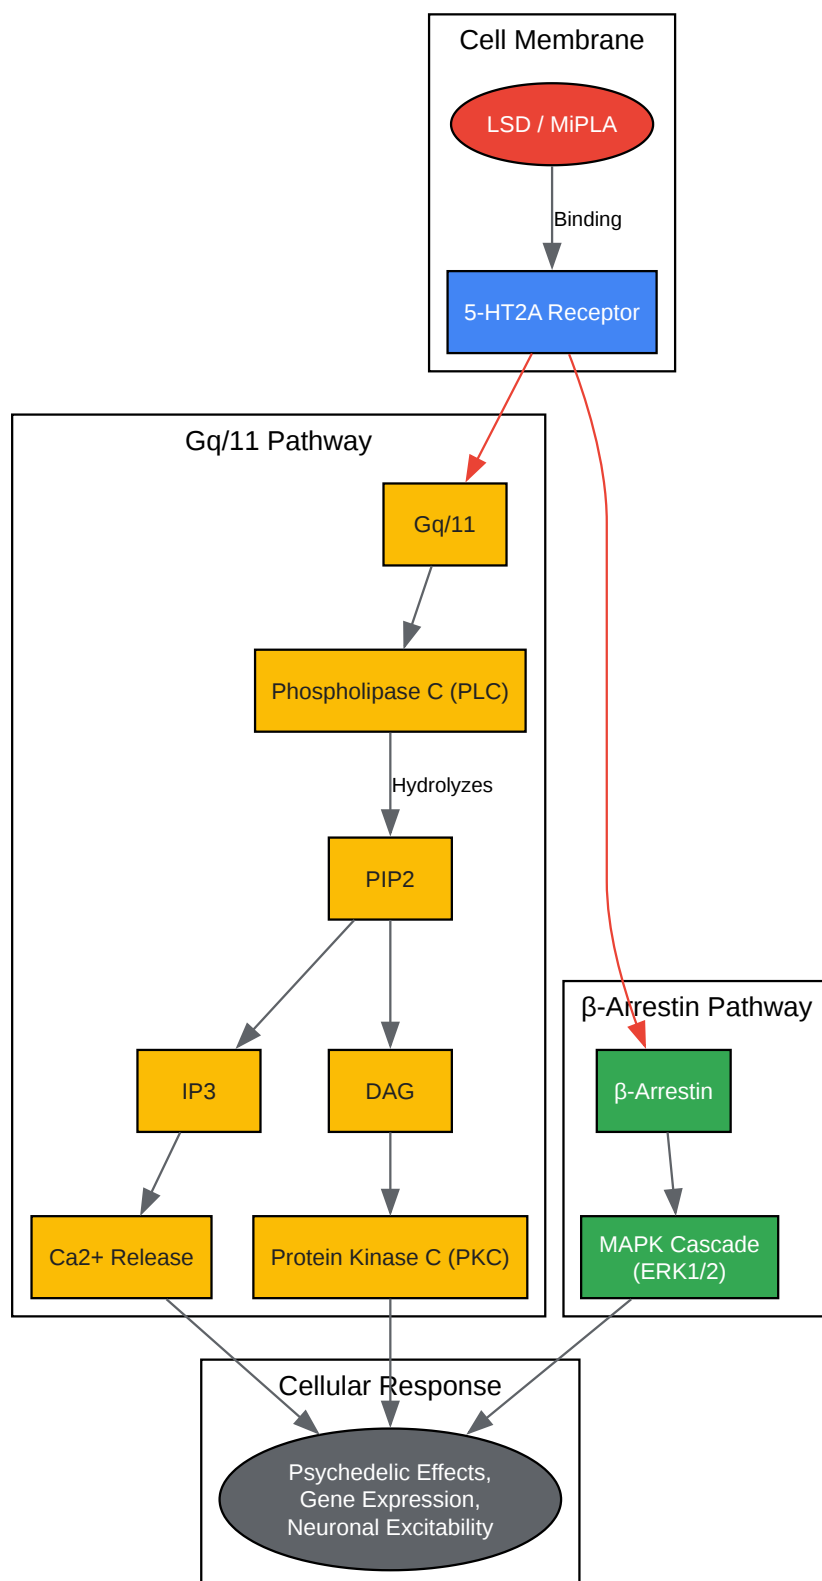 Cell Membrane
LSD / MiPLA
Binding
5-HT2A Receptor
Gq/11 Pathway
Gq/11
Phospholipase C (PLC)
Hydrolyzes
PIP2
β-Arrestin Pathway
IP3
DAG
β-Arrestin
Ca2+ Release
Protein Kinase C (PKC)
MAPK Cascade
(ERK1/2)
Cellular Response
Psychedelic Effects,
Gene Expression,
Neuronal Excitability